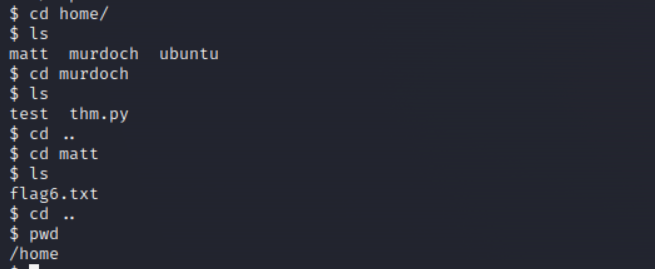 $ cd home/
$ ls
matt  murdoch  ubuntu
$ cd murdoch
$ ls
test  thm.py
$ cd ..
$ cd matt
$ ls
flag6.txt
$ cd ..
$ pwd
/home
$